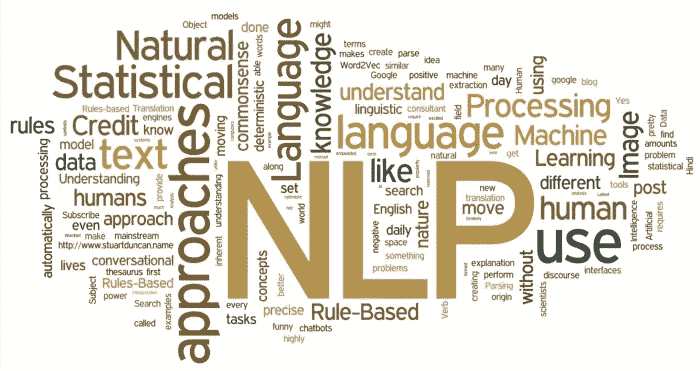 models
Object
might
Natural
Language
terms
makes
create
parse
idea
many
Word2Vec
similar
Google
positive
machine
Human
google
blog
done
words
able
commonsense
deterministic
knowledge
extraction
day
using
Statistical
understand
linguistic
consultant
field
Processing
Yes
Rules-based
Translation
engines
rules
Credit
know
moving
language
Machine
Image
pretty
Data
find
amounts
model
systems
data
text
approaches
along
natural
get
Learning
problem
statistical
Hindi
automatically
processing
Understanding
provide
humans
understanding
set
like
search
new
translation
different
tools
post
Subscribe
even
approach
English
nature
move
human
Intelligence
Artificial
requires
process
Wordnet
make
mainstream
world
daily
negative
space
http://www.stuartduncan.name
inherent
NLP
something
problems
use
lives
conversational
thesaurus
first
concepts
better
explanation
perform
Parsing
origin
creating
without
discourse
interfaces
Subject
Rules-Based
power
Search
examples
called
every
tasks
precise
Rule-Based
Verb
scientists
funny
chatbots
highly